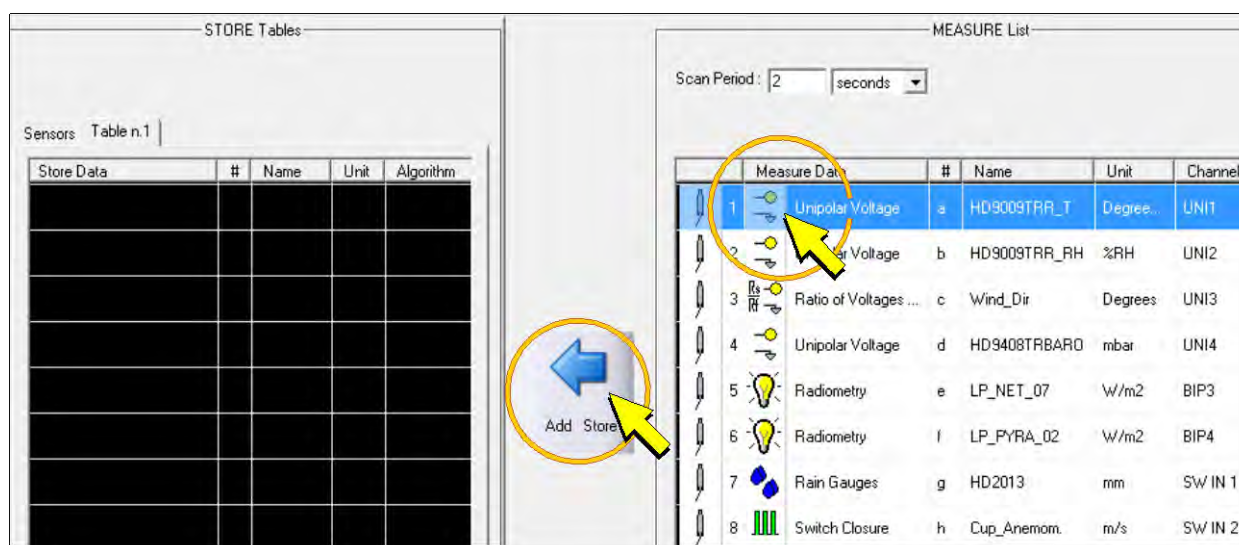 STORE Tables
MEASURE List
Scan Period : 2 seconds
Sensors Table n.1
Store Data # Name Unit Algorithm
Measure Data # Name Unit Channel
1 Unipolar Voltage a HD9009TRR_T Degree... UNI1
2 lar Voltage b HD9009TRR_RH %RH UNI2
3 Rs Rf Ratio of Voltages ... c Wind_Dir Degrees UNI3
4 Unipolar Voltage d HD9408TRBARO mbar UNI4
5 Radiometry e LP_NET_07 W/m2 BIP3
6 Radiometry f LP_PYRA_02 W/m2 BIP4
7 Rain Gauges g HD2013 mm SW IN 1
8 Switch Closure h Cup_Anemom. m/s SW IN 2
Add Store